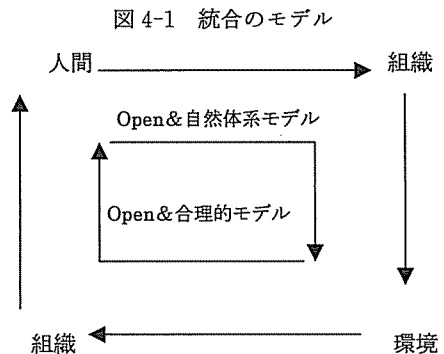 図 4-1　統合のモデル
人間　組織
Open＆自然体系モデル
Open＆合理的モデル
組織　環境